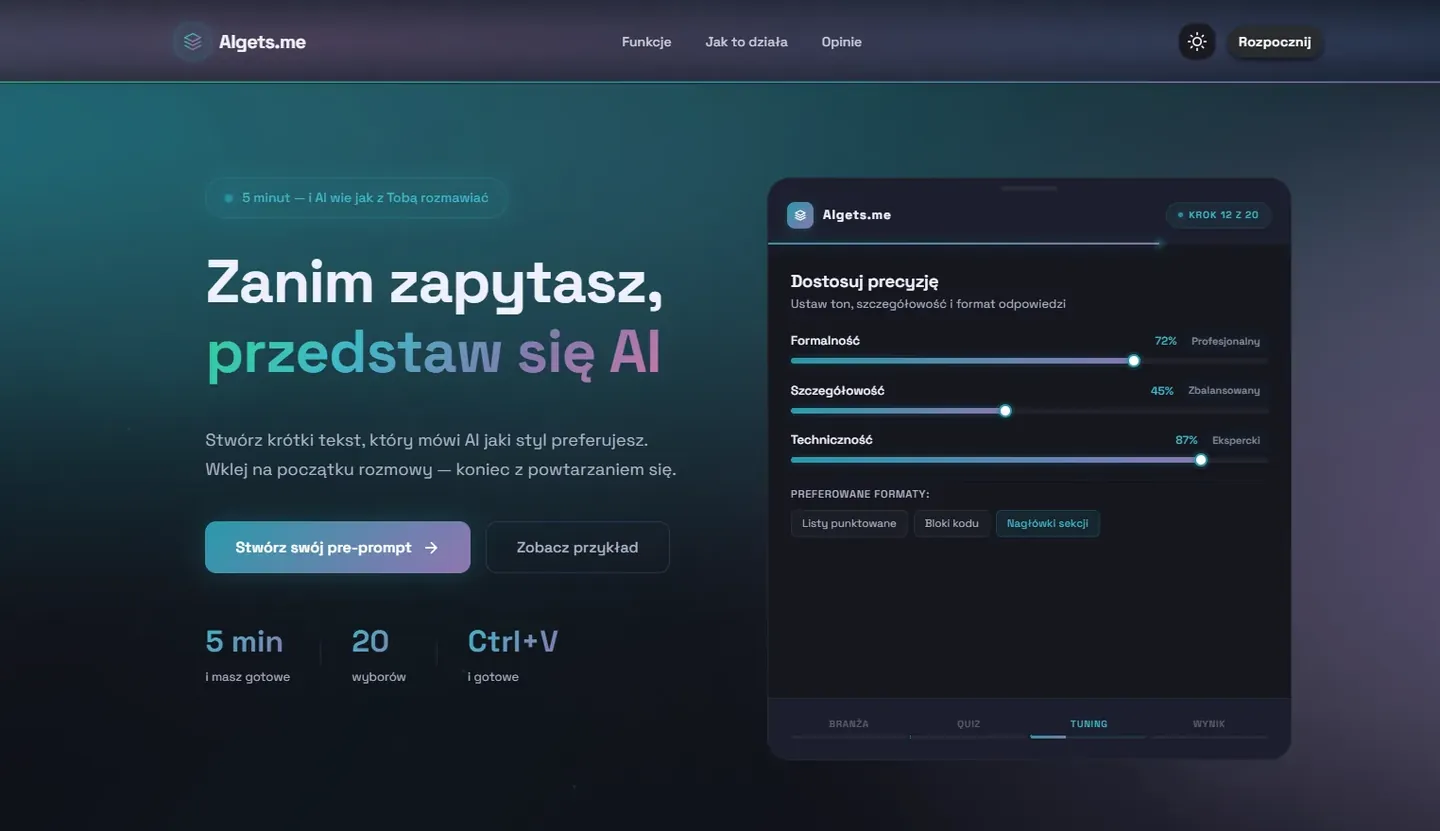 AIgets.me
Funkcje
Jak to działa
Opinie
Rozpocznij
5 minut — i AI wie jak z Tobą rozmawiać
Zanim zapytasz,
przedstaw się AI
Stwórz krótki tekst, który mówi AI jaki styl preferujesz.
Wklej na początku rozmowy — koniec z powtarzaniem się.
Stwórz swój pre-prompt →
Zobacz przykład
5 min
i masz gotowe
20
wyborów
Ctrl+V
i gotowe
AIgets.me
KROK 12 Z 20
Dostosuj precyzję
Ustaw ton, szczegółowość i format odpowiedzi
Formalność 72% Profesjonalny
Szczegółowość 45% Zbalansowany
Techniczność 87% Ekspercki
PREFEROWANE FORMATY:
Listy punktowane
Bloki kodu
Nagłówki sekcji
BRANŻA
QUIZ
TUNING
WYNIK